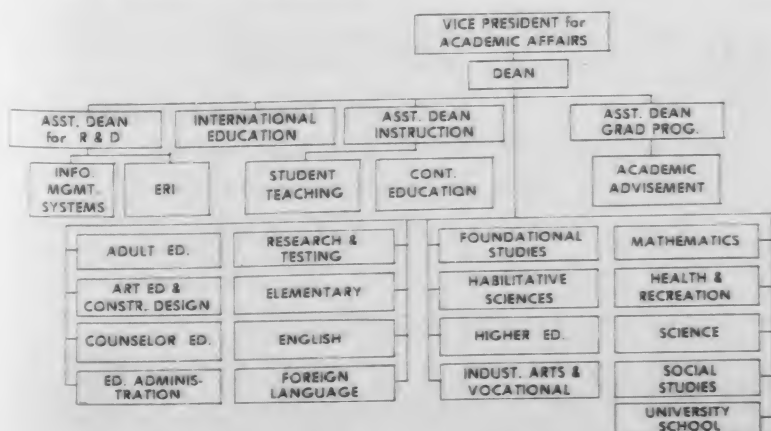 VICE PRESIDENT for
ACADEMIC AFFAIRS
DEAN
ASST. DEAN
for R & D
INTERNATIONAL
EDUCATION
ASST. DEAN
INSTRUCTION
ASST. DEAN
GRAD PROG.
INFO.
MGMT.
SYSTEMS
ERI
STUDENT
TEACHING
CONT.
EDUCATION
ACADEMIC
ADVISEMENT
ADULT ED.
ART ED &
CONSTR. DESIGN
COUNSELOR ED.
ED. ADMINIS-
TRATION
RESEARCH &
TESTING
ELEMENTARY
ENGLISH
FOREIGN
LANGUAGE
FOUNDATIONAL
STUDIES
HABILITATIVE
SCIENCES
HIGHER ED.
INDUST. ARTS &
VOCATIONAL
MATHEMATICS
HEALTH &
RECREATION
SCIENCE
SOCIAL
STUDIES
UNIVERSITY
SCHOOL